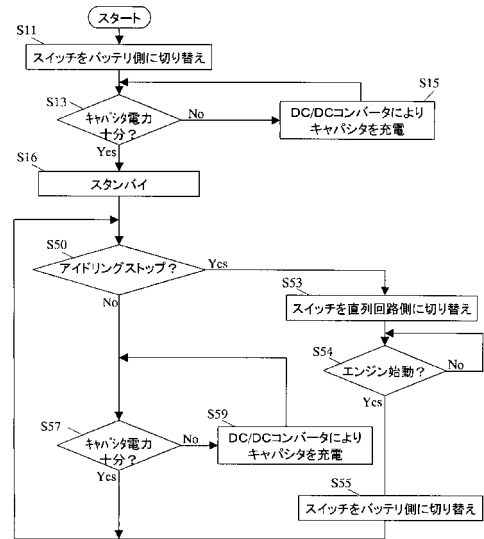 スタート
S11
スイッチをバッテリ側に切り替え
S13
キャパシタ電力
十分?
No
Yes
S15
DC/DCコンバータにより
キャパシタを充電
S16
スタンバイ
S50
アイドリングストップ?
Yes
No
S53
スイッチを直列回路側に切り替え
S54
エンジン始動?
No
Yes
S57
キャパシタ電力
十分?
No
Yes
S59
DC/DCコンバータにより
キャパシタを充電
S55
スイッチをバッテリ側に切り替え